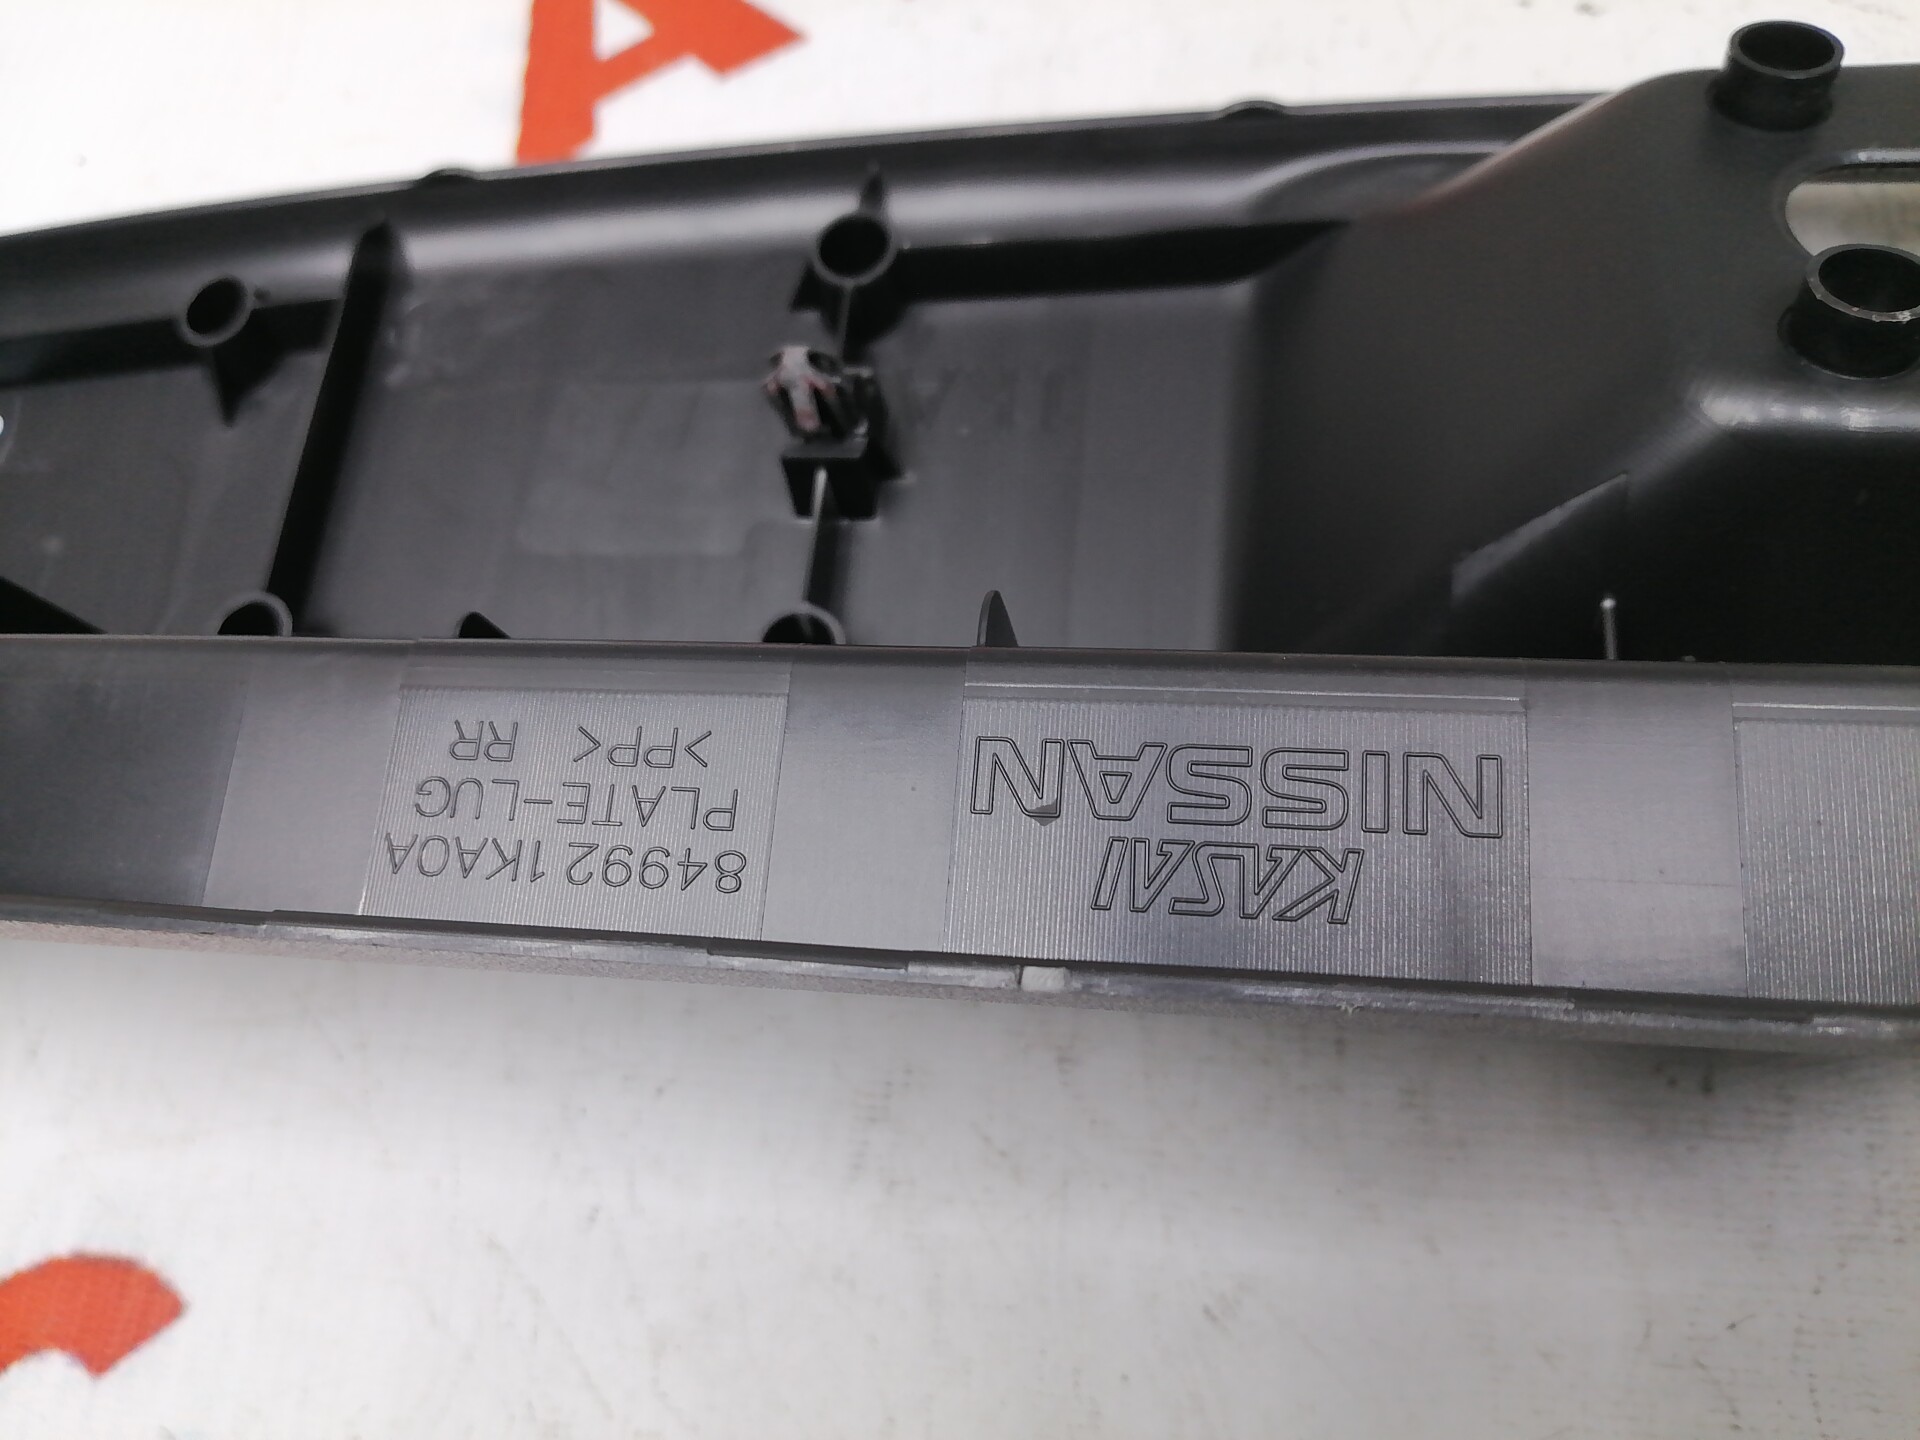 KASAI
NISSAN
84992 1KA0A
PLATE-LUG
>PP< RR